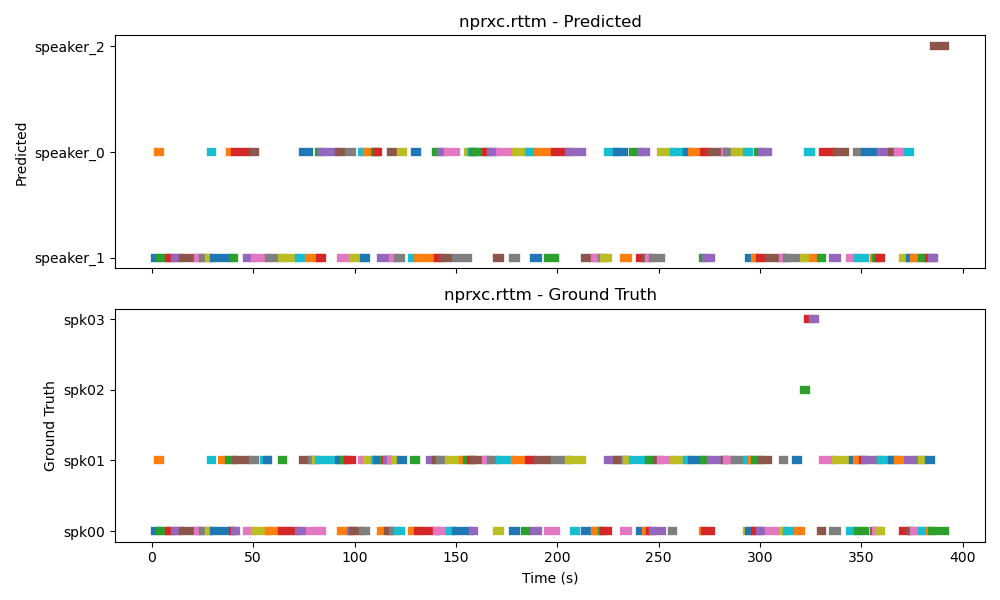 nprxc.rttm - Predicted
speaker_2
speaker_0
speaker_1
Predicted
nprxc.rttm - Ground Truth
spk03
spk02
spk01
spk00
Ground Truth
0 50 100 150 200 250 300 350 400
Time (s)